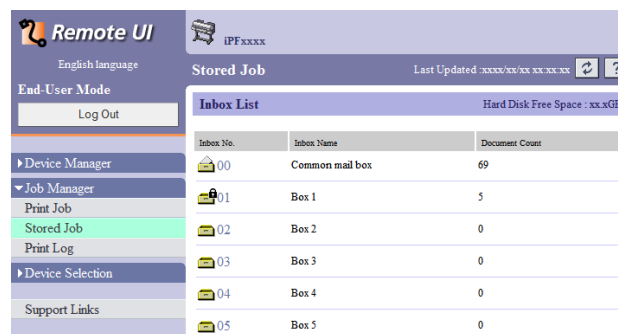 Remote UI
English language
End-User Mode
Log Out
▶Device Manager
▼Job Manager
Print Job
Stored Job
Print Log
▶Device Selection
Support Links
iPFxxxx
Stored Job Last Updated :xxxx/xx/xx xx:xx:xx ?
Inbox List Hard Disk Free Space : xx.xG
Inbox No. Inbox Name Document Count
00 Common mail box 69
01 Box 1 5
02 Box 2 0
03 Box 3 0
04 Box 4 0
05 Box 5 0